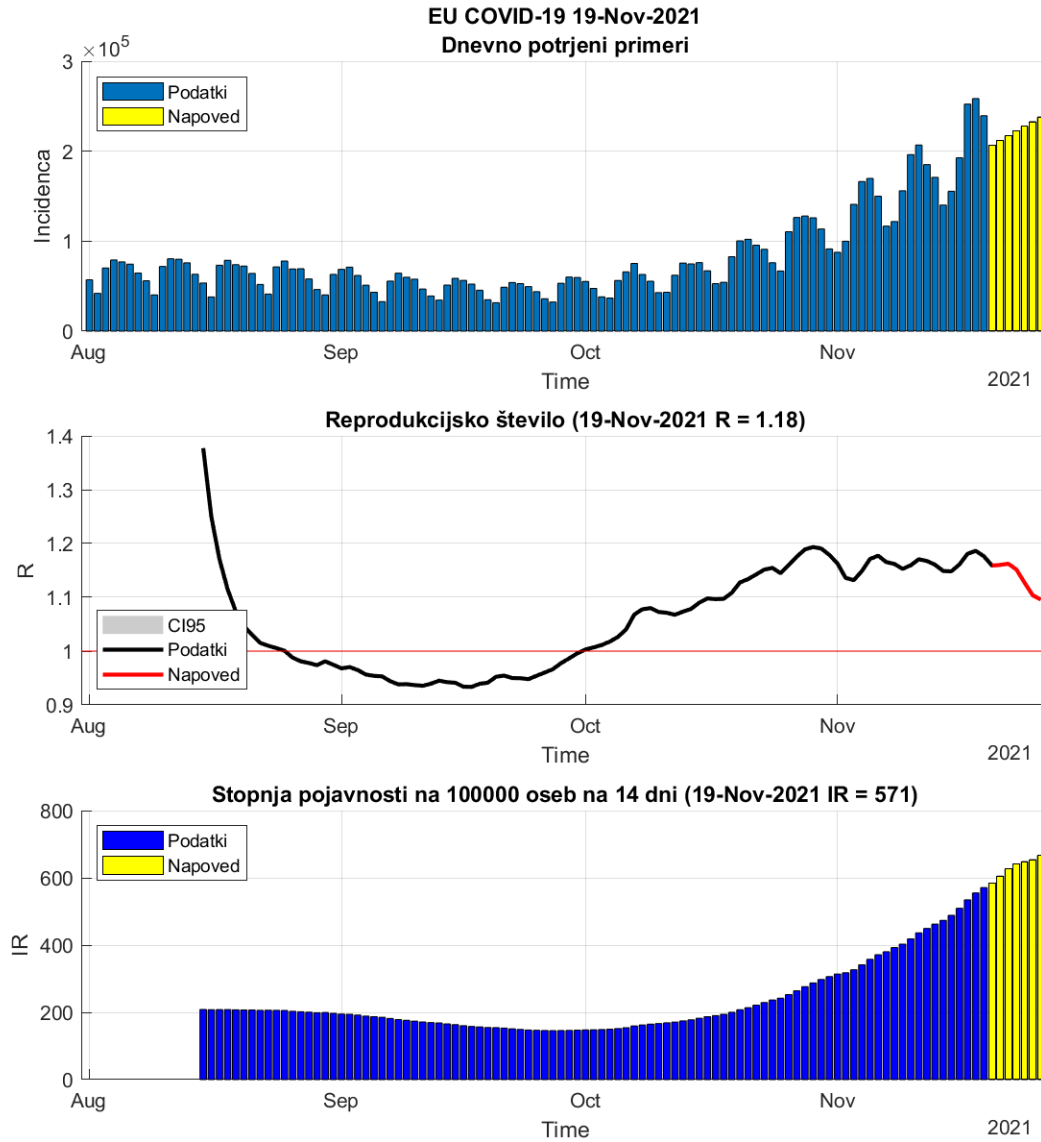 EU COVID-19 19-Nov-2021
Dnevno potrjeni primeri
×10^5
3
2
1
0
Incidenca
Podatki
Napoved
Aug Sep Oct Nov
Time
2021
Reprodukcijsko število (19-Nov-2021 R = 1.18)
1.4
1.3
1.2
1.1
1
0.9
R
CI95
Podatki
Napoved
Aug Sep Oct Nov
Time
2021
Stopnja pojavnosti na 100000 oseb na 14 dni (19-Nov-2021 IR = 571)
800
600
400
200
0
IR
Podatki
Napoved
Aug Sep Oct Nov
Time
2021